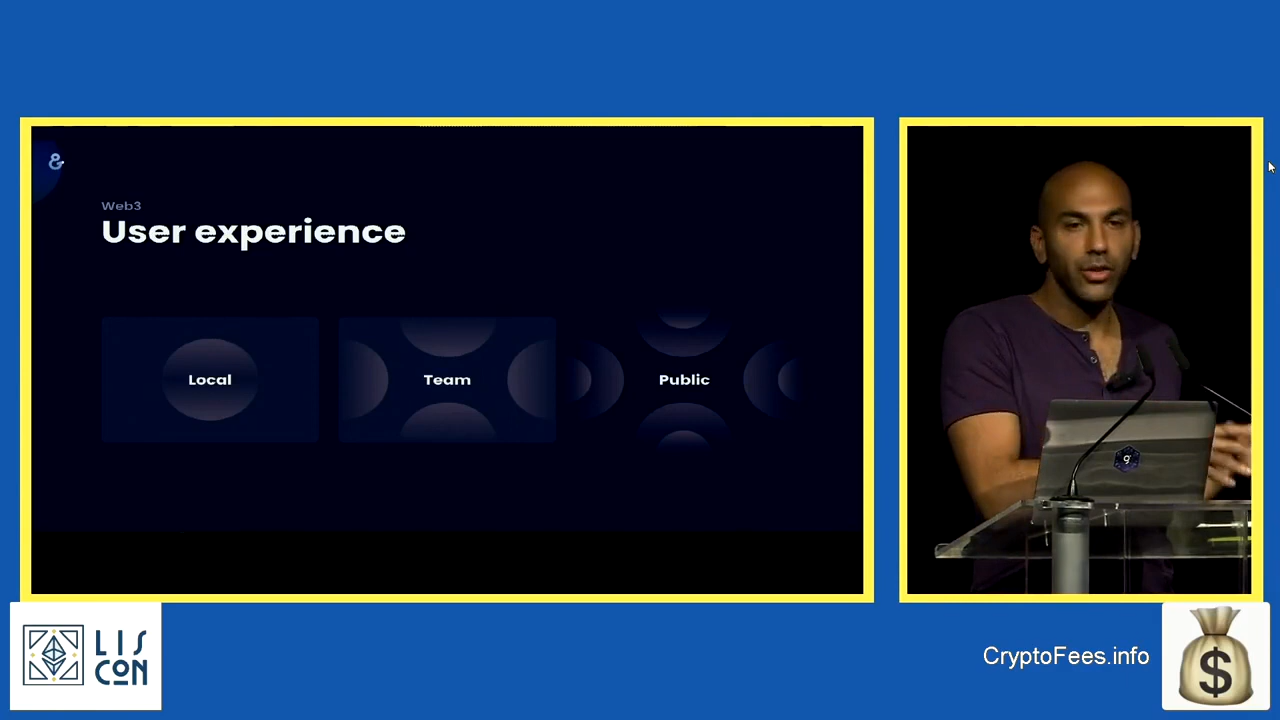 &
Web3
User experience
Local
Team
Public
LIS
CON
CryptoFees.info
$